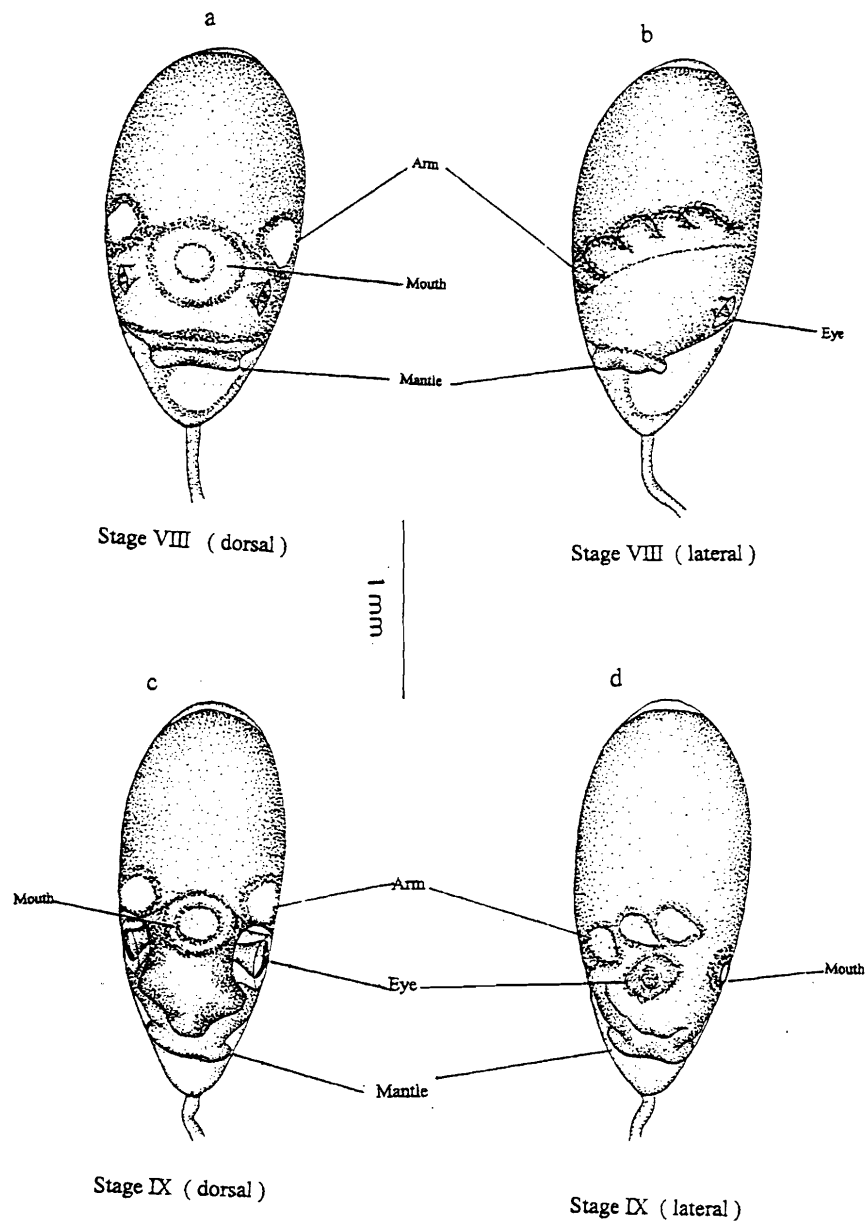 a
b
Arm
Mouth
Eye
Mantle
Stage VIII ( dorsal )
Stage VIII ( lateral )
1 mm.
c
d
Mouth
Arm
Eye
Mouth
Mantle
Stage IX ( dorsal )
Stage IX ( lateral )